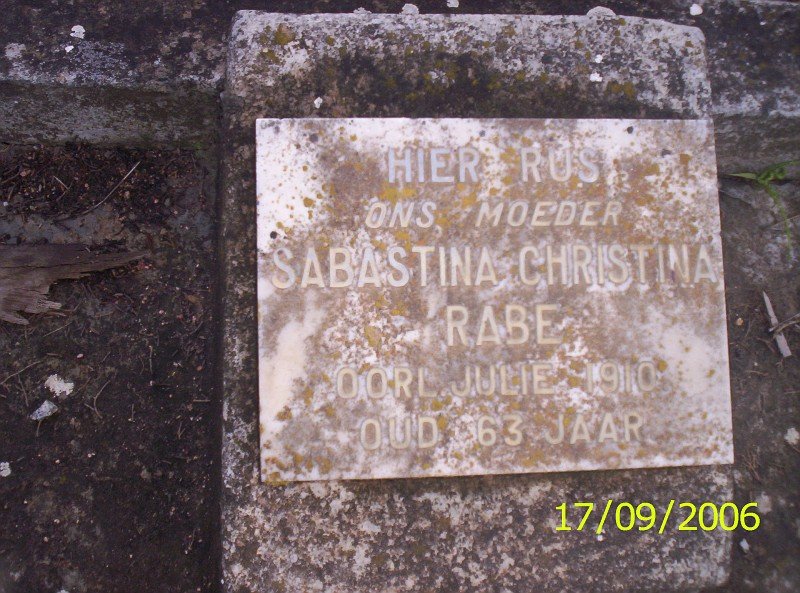 HIER RUS
ONS MOEDER
SABASTINA CHRISTINA
RABE
OORL. JULIE 1910
OUD 63 JAAR
17/09/2006